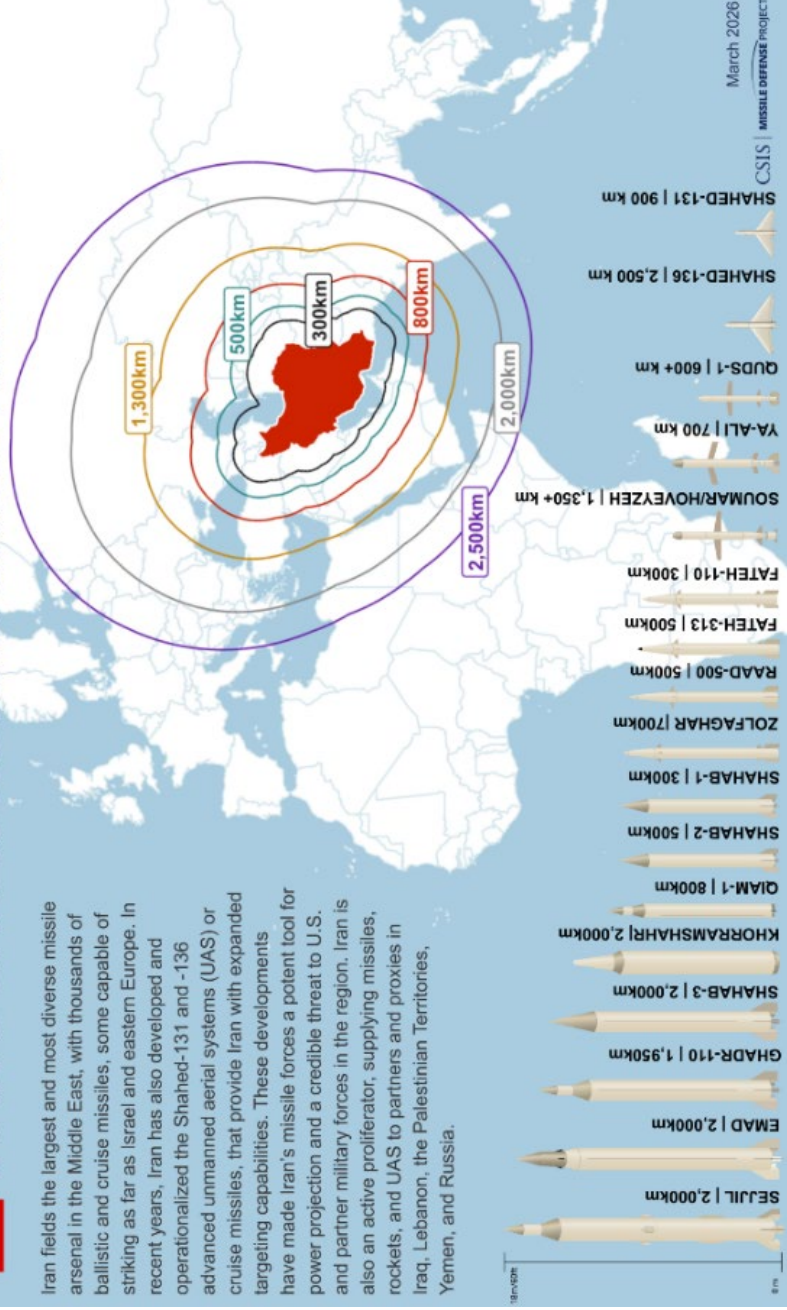 Iran fields the largest and most diverse missile
arsenal in the Middle East, with thousands of
ballistic and cruise missiles, some capable of
striking as far as Israel and eastern Europe. In
recent years, Iran has also developed and
operationalized the Shahed-131 and -136
advanced unmanned aerial systems (UAS) or
cruise missiles, that provide Iran with expanded
targeting capabilities. These developments
have made Iran's missile forces a potent tool for
power projection and a credible threat to U.S.
and partner military forces in the region. Iran is
also an active proliferator, supplying missiles,
rockets, and UAS to partners and proxies in
Iraq, Lebanon, the Palestinian Territories,
Yemen, and Russia.
1,300km
500km
300km
800km
2,000km
2,500km
SEJJIL | 2,000km
EMAD | 2,000km
GHADR-110 | 1,950km
SHAHAB-3 | 2,000km
KHORRAMSHAHR| 2,000km
QIAM-1 | 800km
SHAHAB-2 | 500km
SHAHAB-1 | 300km
ZOLFAGHAR |700km
RAAD-500 | 500km
FATEH-313 | 500km
FATEH-110 | 300km
SOUMAR/HOVEYZEH | 1,350+ km
YA-ALI | 700 km
QUDS-1 | 600+ km
SHAHED-136 | 2,500 km
SHAHED-131 | 900 km
March 2026
CSIS | MISSILE DEFENSE PROJECT